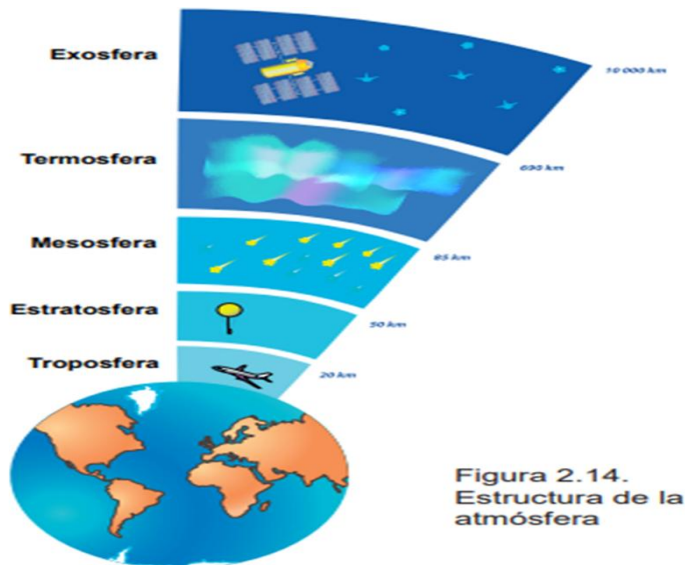 Exosfera
10 000 km
Termosfera
690 km
Mesosfera
85 km
Estratosfera
50 km
Troposfera
20 km
Figura 2.14.
Estructura de la
atmósfera